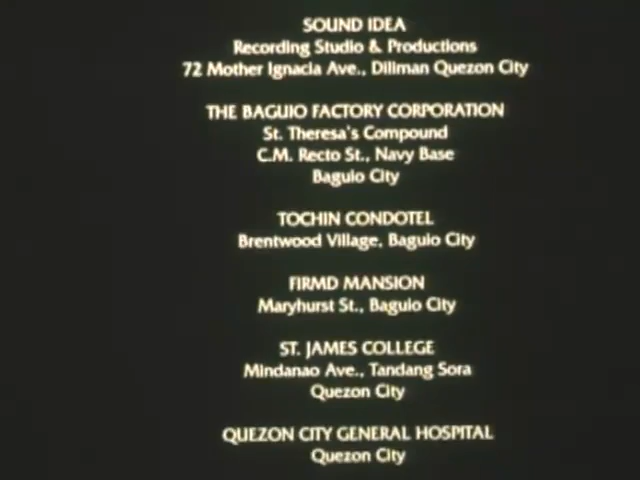 SOUND IDEA
Recording Studio & Productions
72 Mother Ignacia Ave., Diliman Quezon City
THE BAGUIO FACTORY CORPORATION
St. Theresa's Compound
C.M. Recto St., Navy Base
Baguio City
TOCHIN CONDOTEL
Brentwood Village, Baguio City
FIRMD MANSION
Maryhurst St., Baguio City
ST. JAMES COLLEGE
Mindanao Ave., Tandang Sora
Quezon City
QUEZON CITY GENERAL HOSPITAL
Quezon City